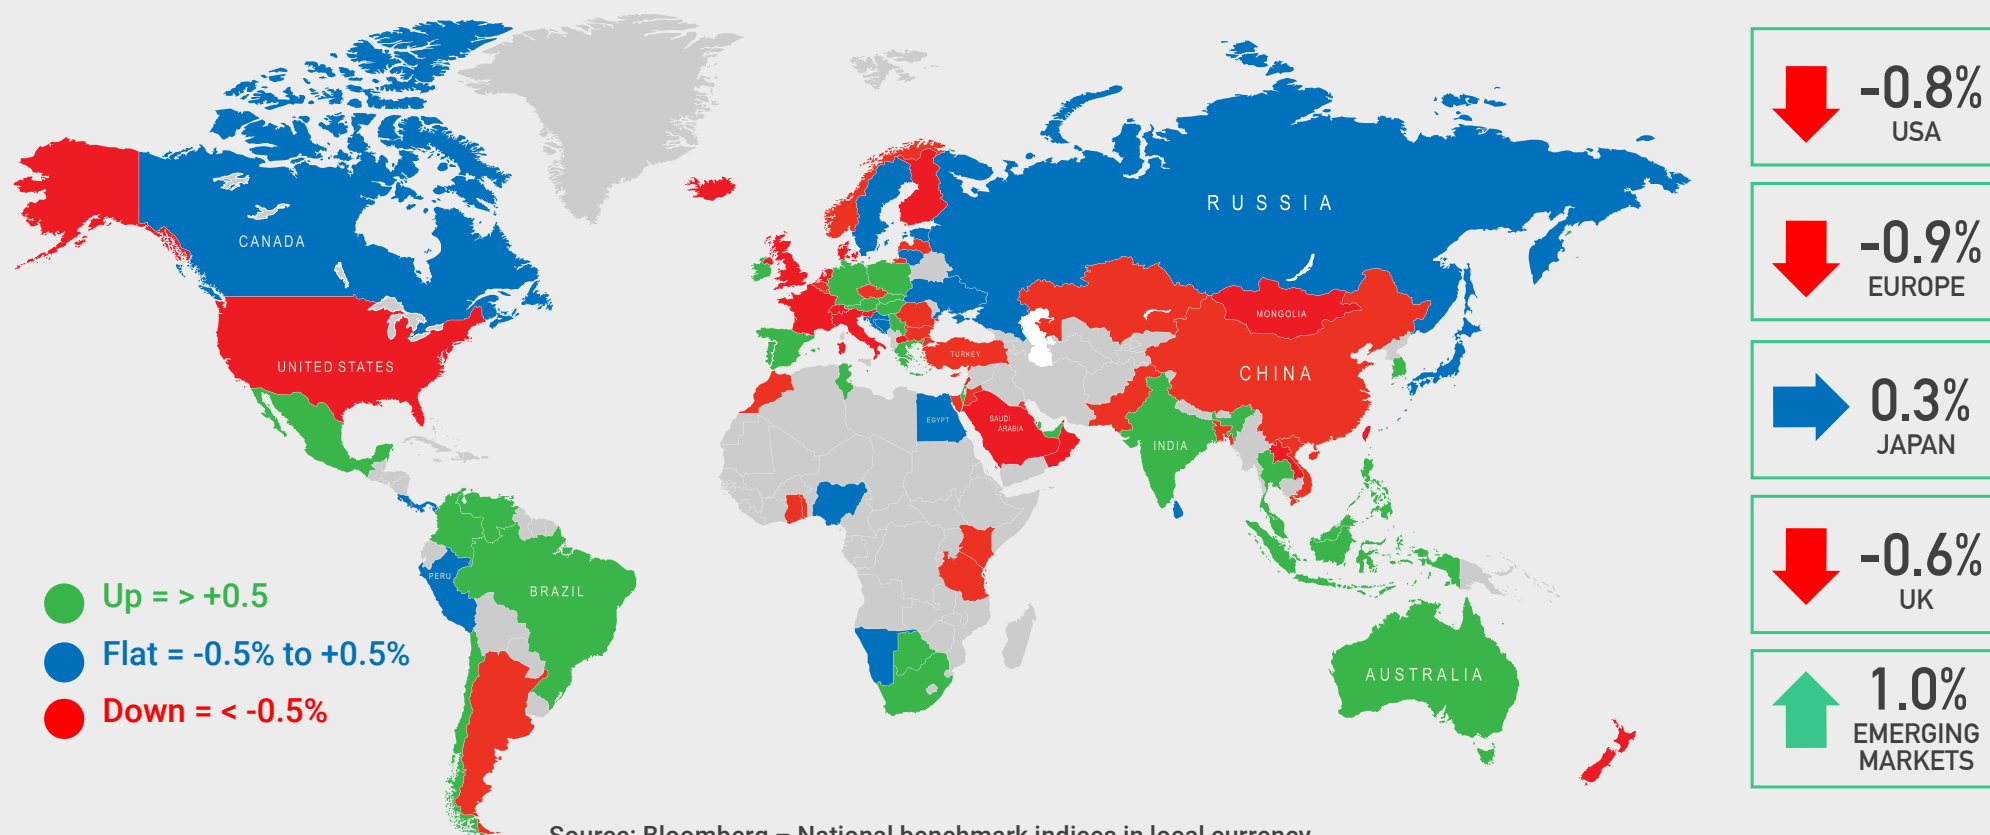 CANADA
UNITED STATES
RUSSIA
MONGOLIA
CHINA
TURKEY
EGYPT
SAUDI
ARABIA
INDIA
PERU
BRAZIL
AUSTRALIA
Up = > +0.5
Flat = -0.5% to +0.5%
Down = < -0.5%
-0.8%
USA
-0.9%
EUROPE
0.3%
JAPAN
-0.6%
UK
1.0%
EMERGING
MARKETS
Source: Bloomberg – National benchmark indices in local currency